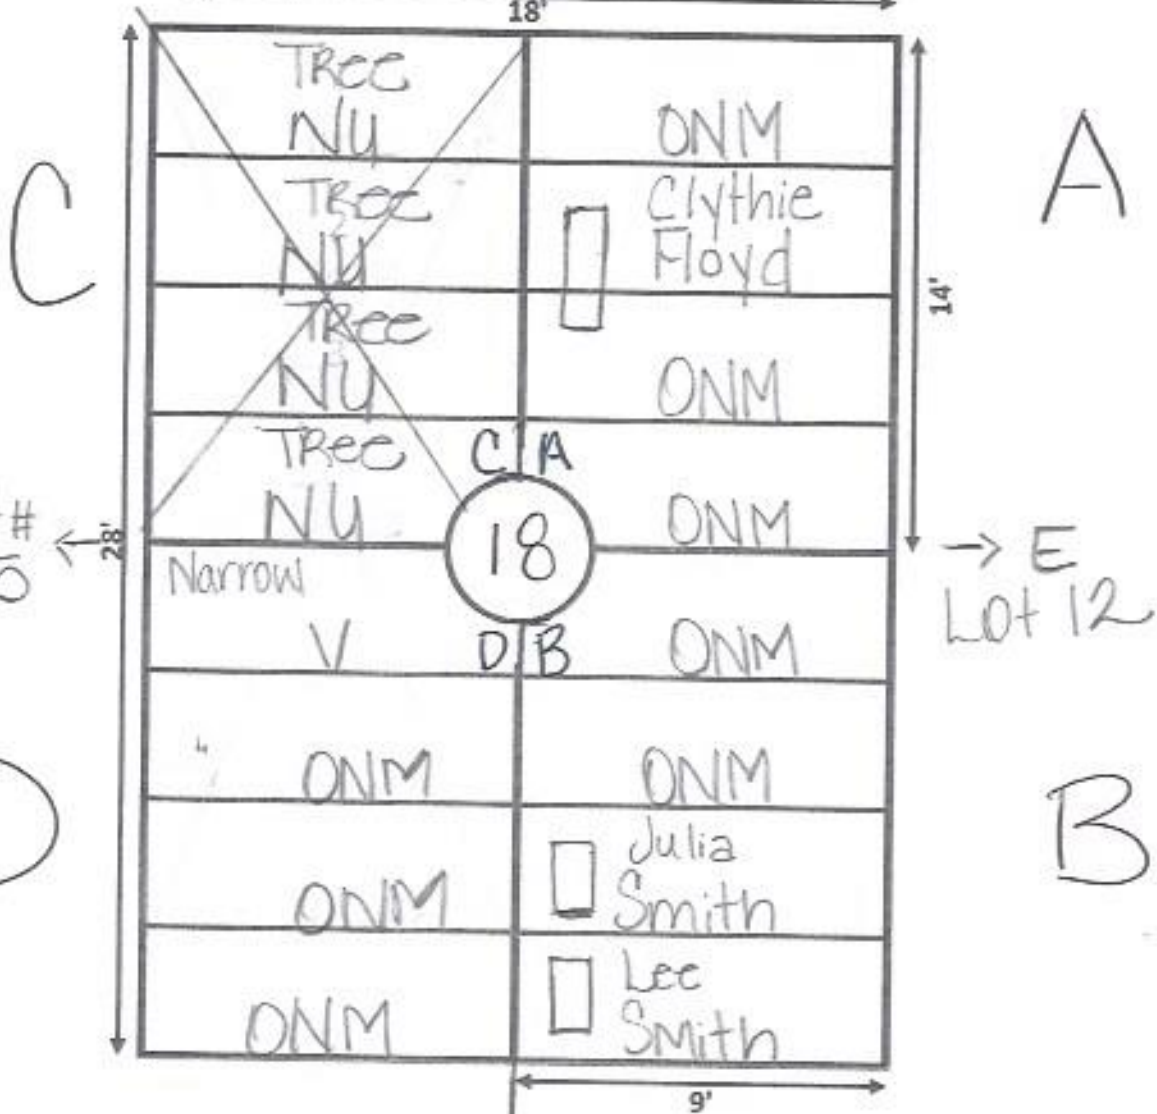 18'
TRee
NU
ONM
C
A
TRee
NU
Clythie
Floyd
14'
TRee
NU
ONM
TRee
NU
C A
18
ONM
#
28'
E
Lot 12
Narrow
V
D B
ONM
ONM
ONM
B
Julia
Smith
ONM
Lee
Smith
ONM
9'